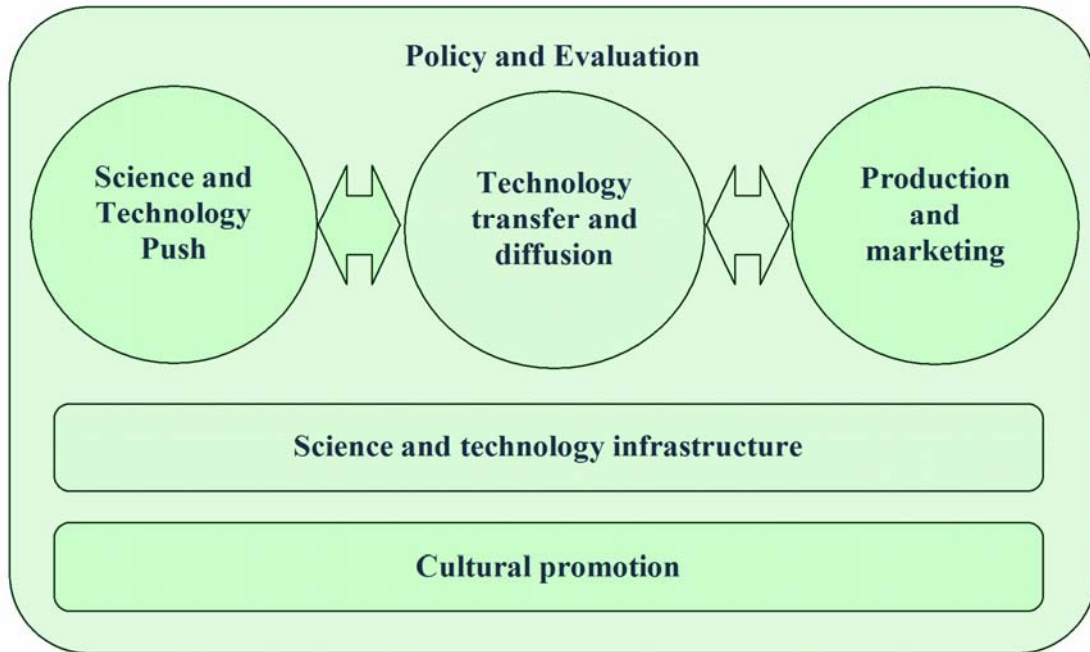 Policy and Evaluation
Science and
Technology
Push
Technology
transfer and
diffusion
Production
and
marketing
Science and technology infrastructure
Cultural promotion